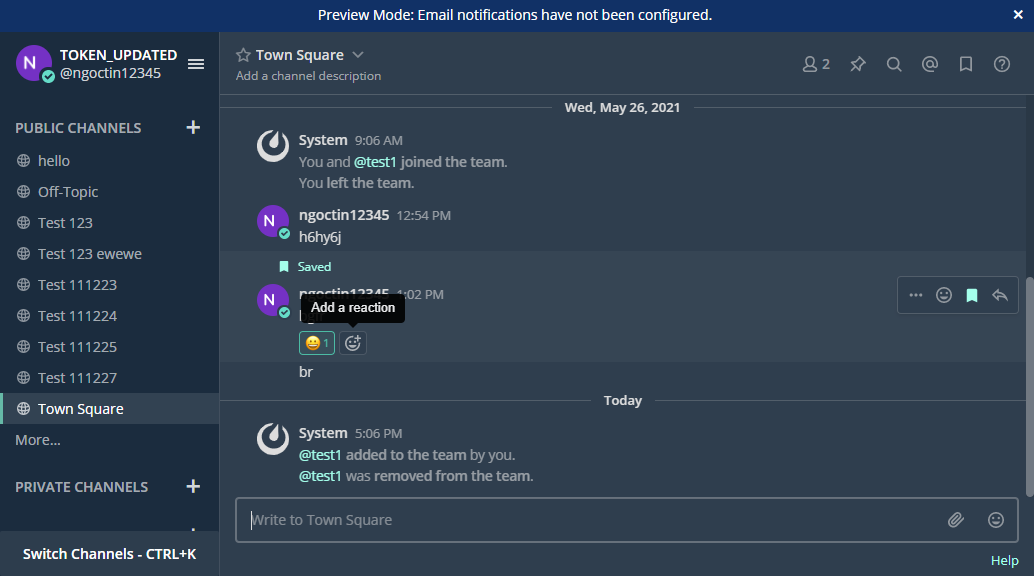 Preview Mode: Email notifications have not been configured.
N
TOKEN_UPDATED
@ngoctin12345
Town Square
Add a channel description
2
PUBLIC CHANNELS
hello
Off-Topic
Test 123
Test 123 ewewe
Test 111223
Test 111224
Test 111225
Test 111227
Town Square
More...
PRIVATE CHANNELS
Switch Channels - CTRL+K
Wed, May 26, 2021
System 9:06 AM
You and @test1 joined the team.
You left the team.
N
ngoctin12345 12:54 PM
h6hy6j
Saved
N
ngoctin12345 1:02 PM
Add a reaction
1
br
Today
System 5:06 PM
@test1 added to the team by you.
@test1 was removed from the team.
Write to Town Square
Help